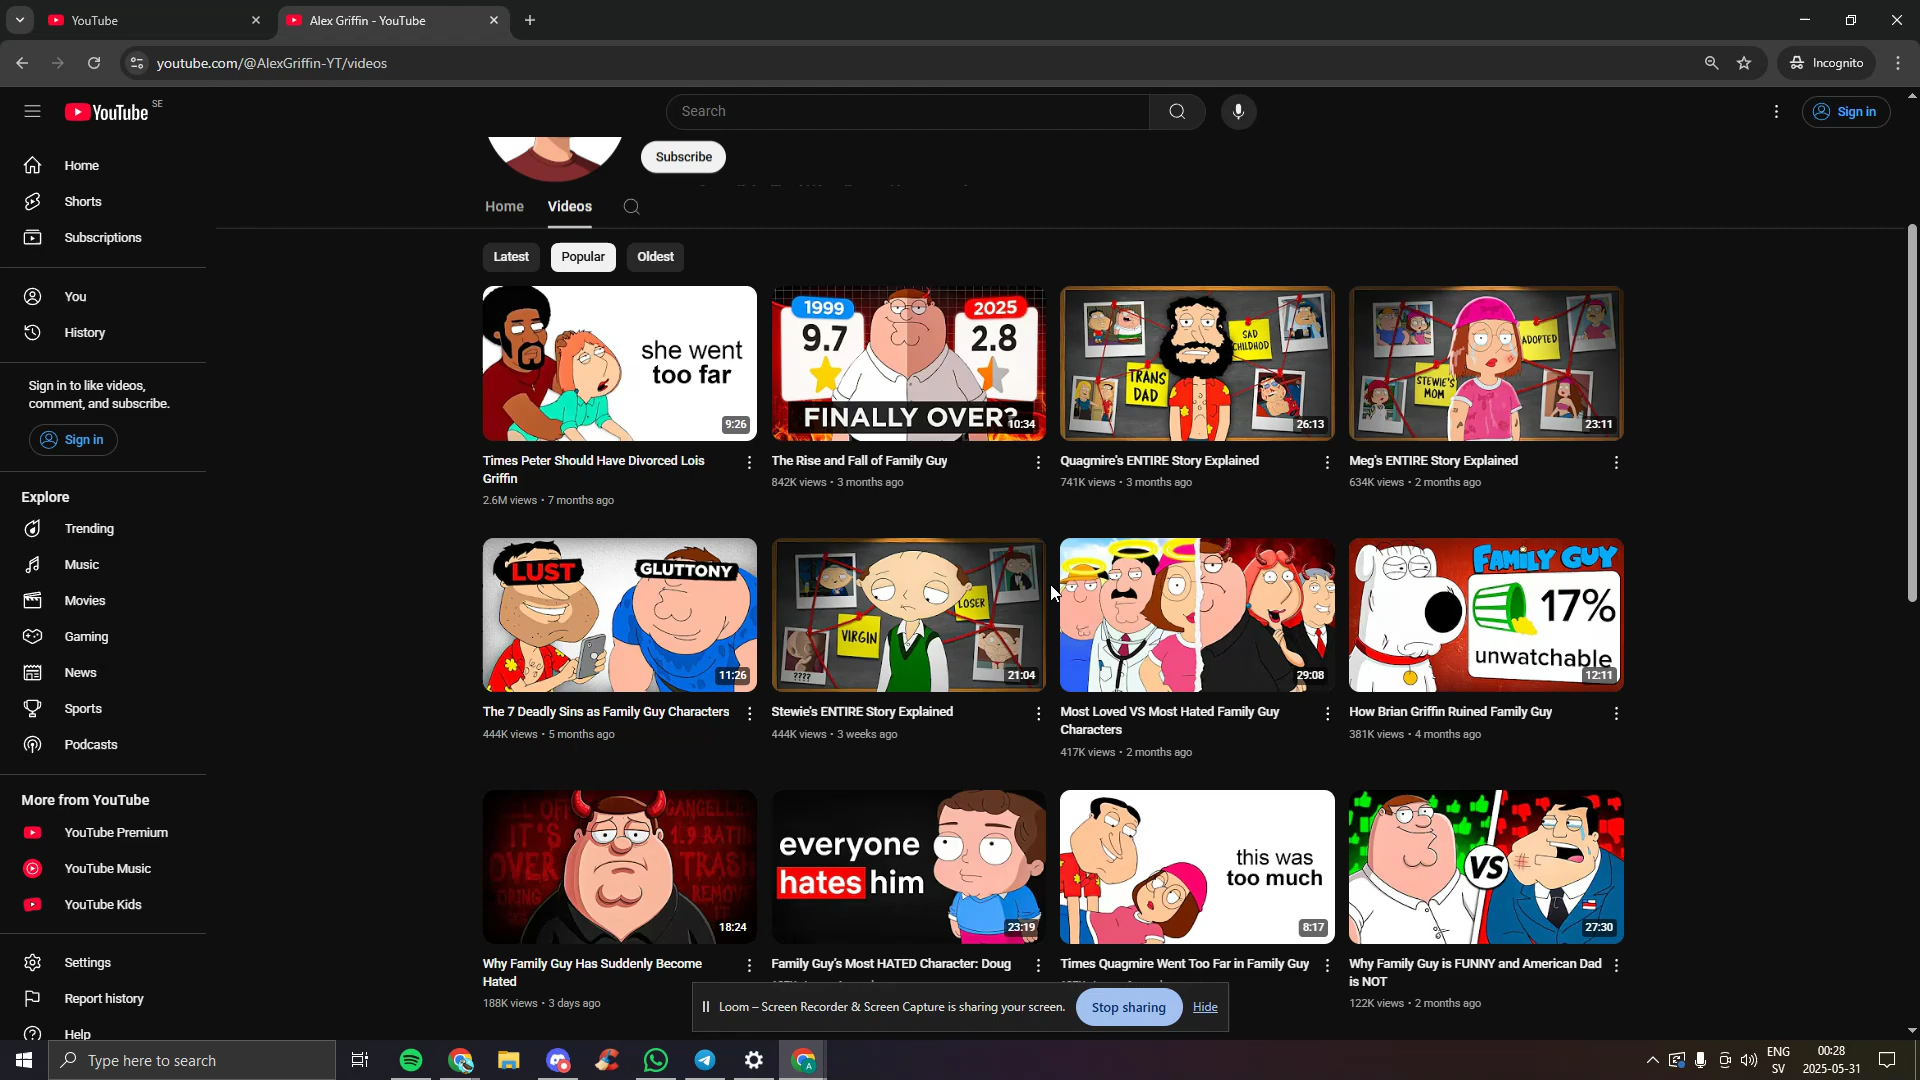 YouTube
Alex Griffin - YouTube
youtube.com/@AlexGriffin-YT/videos
Incognito
YouTube SE
Search
Sign in
Home
Shorts
Subscriptions
You
History
Sign in to like videos,
comment, and subscribe.
Sign in
Explore
Trending
Music
Movies
Gaming
News
Sports
Podcasts
More from YouTube
YouTube Premium
YouTube Music
YouTube Kids
Settings
Report history
Help
Subscribe
Home
Videos
Latest
Popular
Oldest
she went
too far
9:26
Times Peter Should Have Divorced Lois
Griffin
2.6M views • 7 months ago
1999
9.7
2025
2.8
FINALLY OVER?
10:34
The Rise and Fall of Family Guy
842K views • 3 months ago
TRANS
DAD
SAD
CHILDHOD
26:13
Quagmire's ENTIRE Story Explained
741K views • 3 months ago
STEWIE'S
MOM
ADOPTED
23:11
Meg's ENTIRE Story Explained
634K views • 2 months ago
LUST
GLUTTONY
11:26
The 7 Deadly Sins as Family Guy Characters
444K views • 5 months ago
VIRGIN
LOSER
????
21:04
Stewie's ENTIRE Story Explained
444K views • 3 weeks ago
29:08
Most Loved VS Most Hated Family Guy
Characters
417K views • 2 months ago
FAMILY GUY
17%
unwatchable
12:11
How Brian Griffin Ruined Family Guy
381K views • 4 months ago
IT'S
OVER
1.9 RATIN
TRASH
18:24
Why Family Guy Has Suddenly Become
Hated
188K views • 3 days ago
everyone
hates him
23:19
Family Guy's Most HATED Character: Doug
this was
too much
8:17
Times Quagmire Went Too Far in Family Guy
VS
27:30
Why Family Guy is FUNNY and American Dad
is NOT
122K views • 2 months ago
Loom – Screen Recorder & Screen Capture is sharing your screen.
Stop sharing
Hide
Type here to search
ENG
SV
00:28
2025-05-31